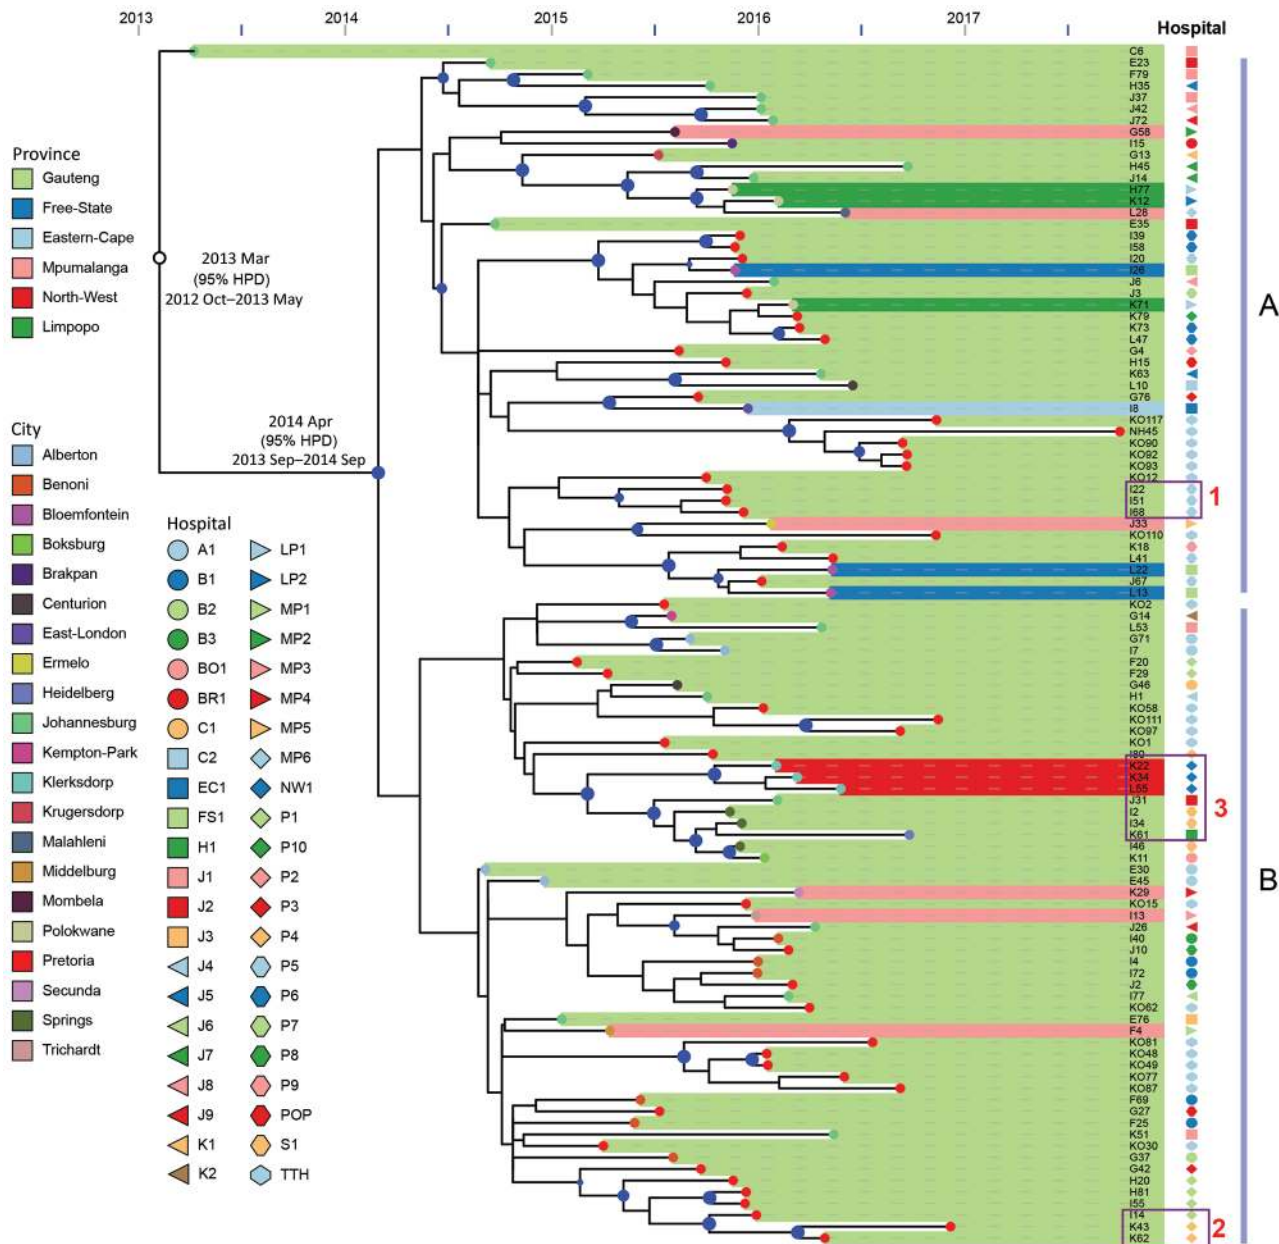 2013 2014 2015 2016 2017
Hospital
Province
Gauteng
Free-State
Eastern-Cape
Mpumalanga
North-West
Limpopo
2013 Mar
(95% HPD)
2012 Oct–2013 May
2014 Apr
(95% HPD)
2013 Sep–2014 Sep
City
Alberton
Benoni
Bloemfontein
Boksburg
Brakpan
Centurion
East-London
Ermelo
Heidelberg
Johannesburg
Kempton-Park
Klerksdorp
Krugersdorp
Malahleni
Middelburg
Mombela
Polokwane
Pretoria
Secunda
Springs
Trichardt
Hospital
A1
B1
B2
B3
BO1
BR1
C1
C2
EC1
FS1
H1
J1
J2
J3
J4
J5
J6
J7
J8
J9
K1
K2
LP1
LP2
MP1
MP2
MP3
MP4
MP5
MP6
NW1
P1
P10
P2
P3
P4
P5
P6
P7
P8
P9
POP
S1
TTH
C6
E23
F79
H35
J37
J42
J72
G58
I15
G13
H45
J14
H77
K12
L28
E35
I39
I58
I20
I26
J6
J3
K71
K79
K73
L47
G4
H15
K63
L10
G76
I8
KO117
NH45
KO90
KO92
KO93
KO12
I22
I51
I68
J33
KO110
K18
L41
L22
J67
L13
KO2
G14
L53
G71
I7
F20
F29
G46
H1
KO58
KO111
KO97
KO1
I80
K22
K34
L55
J31
I2
I34
K61
I46
K11
E30
E45
K29
KO15
I13
J26
I40
J10
I4
I72
J2
I77
KO62
E76
F4
KO81
KO48
KO49
KO77
KO87
F69
G27
F25
K51
KO30
G37
G42
H20
H81
I55
I14
K43
K62
A
1
3
B
2